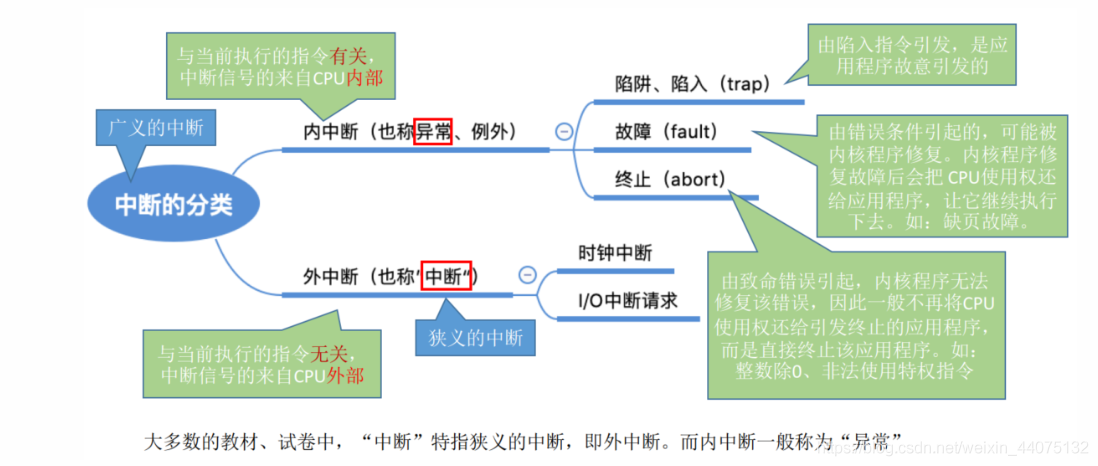 与当前执行的指令有关，
中断信号的来自CPU内部
广义的中断
中断的分类
内中断（也称异常、例外）
陷阱、陷入（trap）
由陷入指令引发，是应
用程序故意引发的
故障（fault）
由错误条件引起的，可能被
内核程序修复。内核程序修
复故障后会把 CPU使用权还
给应用程序，让它继续执行
下去。如：缺页故障。
终止（abort）
由致命错误引起，内核程序无法
修复该错误，因此一般不再将CPU
使用权还给引发终止的应用程序，
而是直接终止该应用程序。如：
整数除0、非法使用特权指令
外中断（也称“中断“）
狭义的中断
与当前执行的指令无关，
中断信号的来自CPU外部
时钟中断
I/O中断请求
大多数的教材、试卷中，“中断”特指狭义的中断，即外中断。而内中断一般称为“异常”
https://blog.csdn.net/weixin_44075132